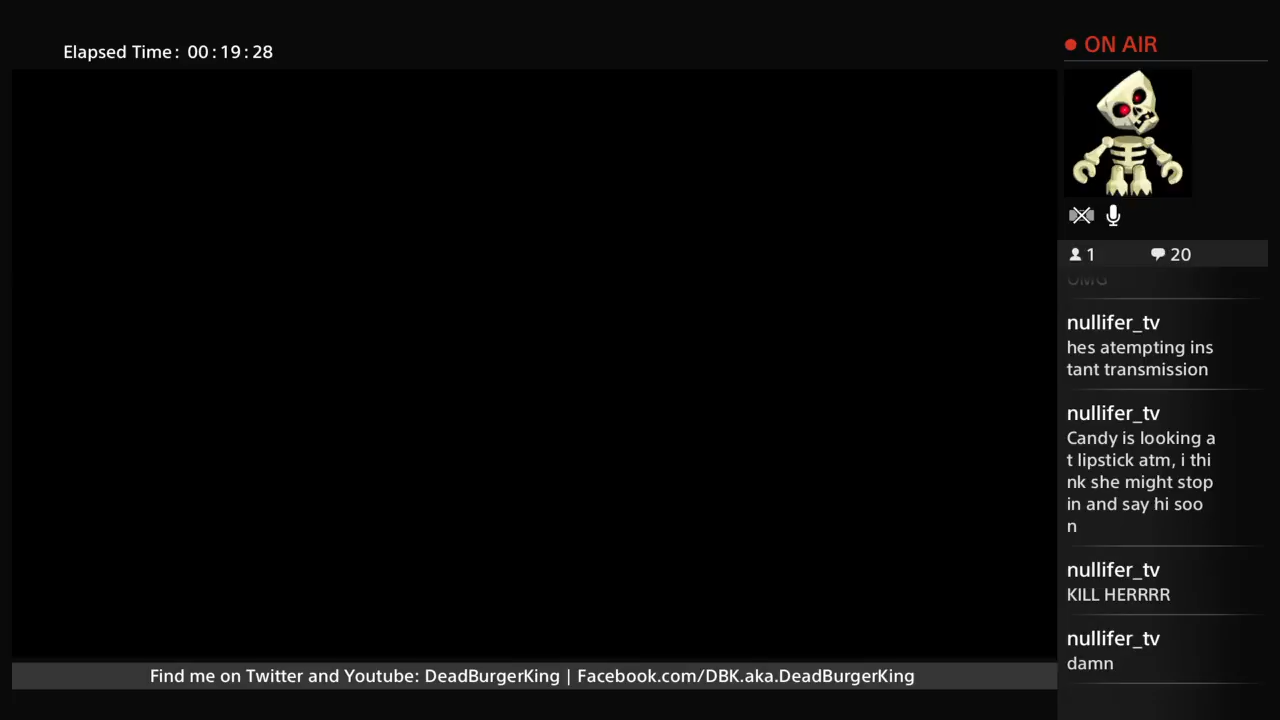 Elapsed Time: 00:19:28
ON AIR
1 20
OMG
nullifer_tv
hes atempting ins
tant transmission
nullifer_tv
Candy is looking a
t lipstick atm, i thi
nk she might stop
in and say hi soo
n
nullifer_tv
KILL HERRRR
nullifer_tv
damn
Find me on Twitter and Youtube: DeadBurgerKing | Facebook.com/DBK.aka.DeadBurgerKing